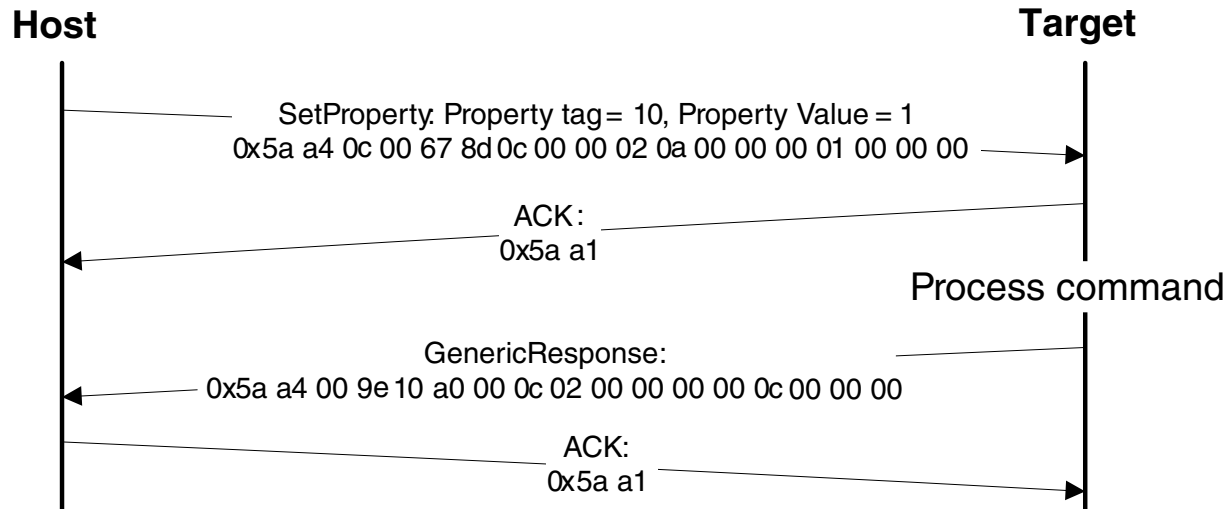 Host
Target
SetProperty: Property tag = 10, Property Value = 1
0x5a a4 0c 00 67 8d 0c 00 00 02 0a 00 00 00 01 00 00 00
ACK:
0x5a a1
Process command
GenericResponse:
0x5a a4 00 9e 10 a0 00 0c 02 00 00 00 00 0c 00 00 00
ACK:
0x5a a1